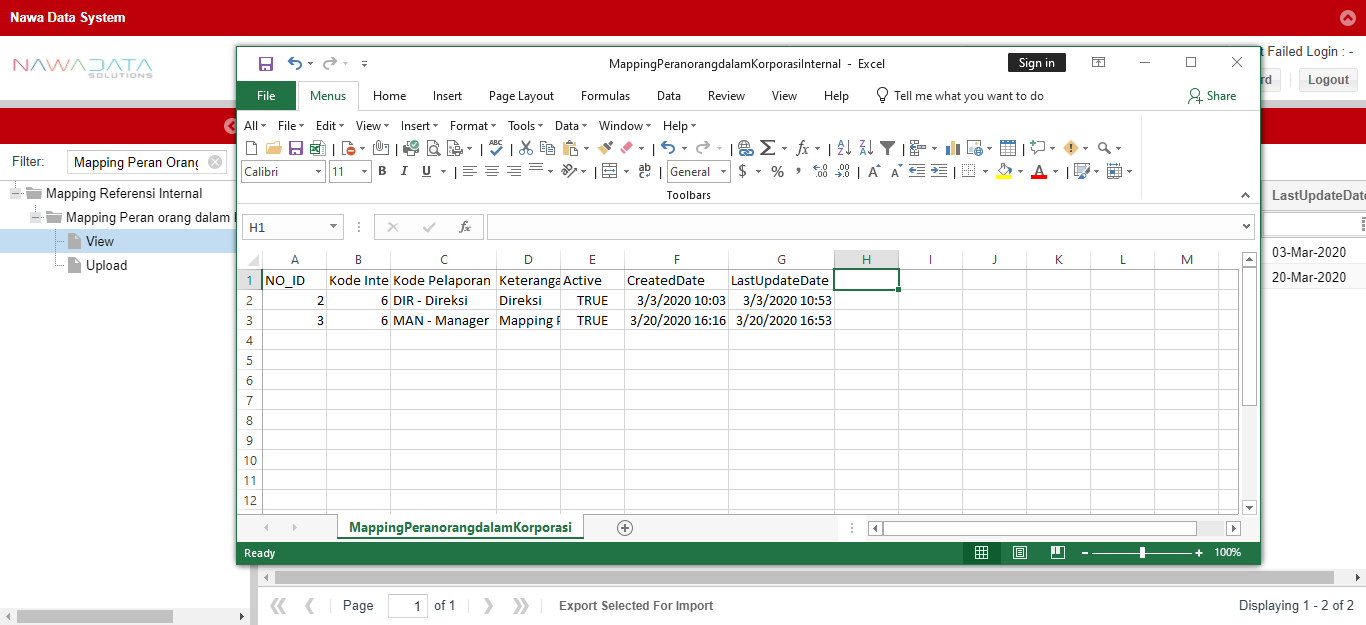 Nawa Data System
NAWADATA
SOLUTIONS
t Failed Login : -
rd Logout
Filter: Mapping Peran Orang
Mapping Referensi Internal
Mapping Peran orang dalam
View
Upload
MappingPeranorangdalamKorporasiInternal - Excel
Sign in
File Menus Home Insert Page Layout Formulas Data Review View Help Tell me what you want to do Share
All File Edit View Insert Format Tools Data Window Help
ABC
Calibri 11 B I U ab General $ % , A A A
Toolbars
H1 fx
A B C D E F G H I J K L M
1 NO_ID Kode Inte Kode Pelaporan Keteranga Active CreatedDate LastUpdateDate
2 2 6 DIR - Direksi Direksi TRUE 3/3/2020 10:03 3/3/2020 10:53
3 3 6 MAN - Manager Mapping P TRUE 3/20/2020 16:16 3/20/2020 16:53
4
5
6
7
8
9
10
11
12
MappingPeranorangdalamKorporasi
Ready 100%
LastUpdateDate
03-Mar-2020
20-Mar-2020
Page 1 of 1 Export Selected For Import Displaying 1 - 2 of 2